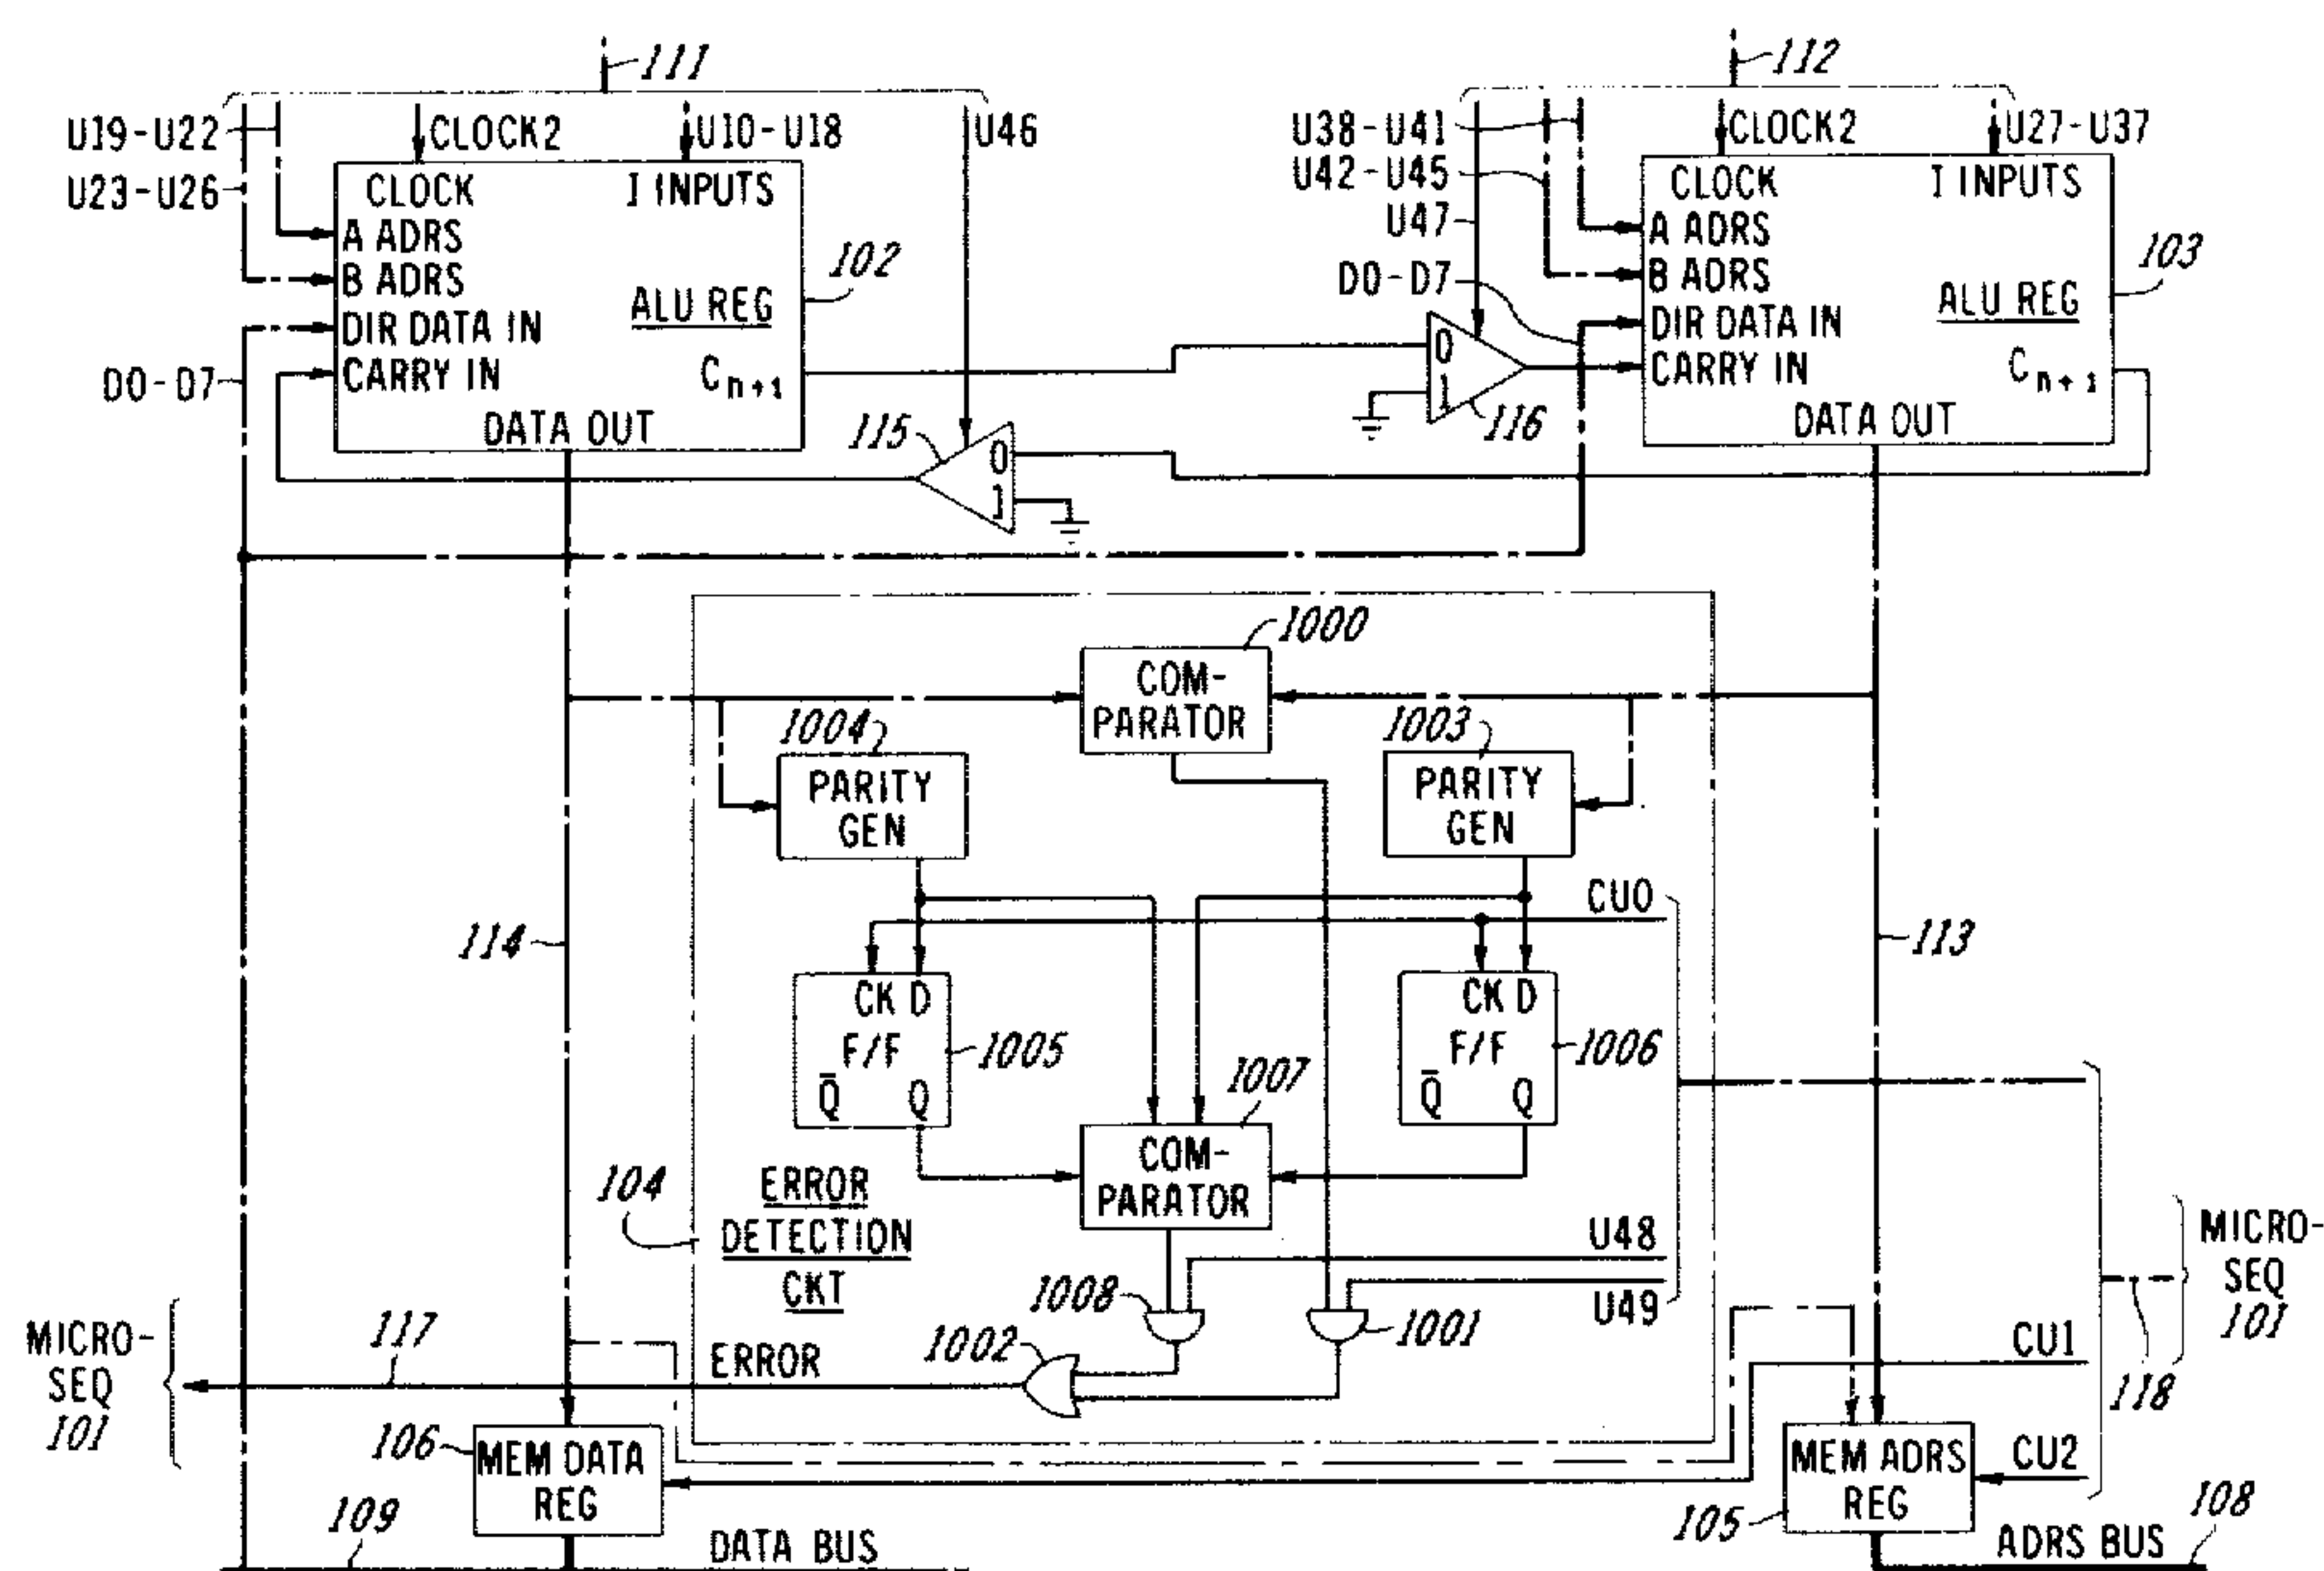 111
112
U19-U22
CLOCK2
U10-U18
U46
U38-U41
CLOCK2
U27-U37
U23-U26
U42-U45
U47
CLOCK
I INPUTS
A ADRS
B ADRS
DIR DATA IN
CARRY IN
ALU REG
102
C n+1
DATA OUT
D0-D7
D0-D7
CLOCK
I INPUTS
A ADRS
B ADRS
DIR DATA IN
CARRY IN
ALU REG
103
C n+1
DATA OUT
0
1
116
115
0
1
1000
COM-
PARATOR
1004
PARITY
GEN
1003
PARITY
GEN
CU0
114
113
CK D
F/F
Q̅ Q
1005
CK D
F/F
Q̅ Q
1006
1007
COM-
PARATOR
104
ERROR
DETECTION
CKT
U48
U49
1008
1001
1002
ERROR
117
MICRO-
SEQ
101
MICRO-
SEQ
101
118
CU1
CU2
106
MEM DATA
REG
105
MEM ADRS
REG
109
DATA BUS
ADRS BUS
108